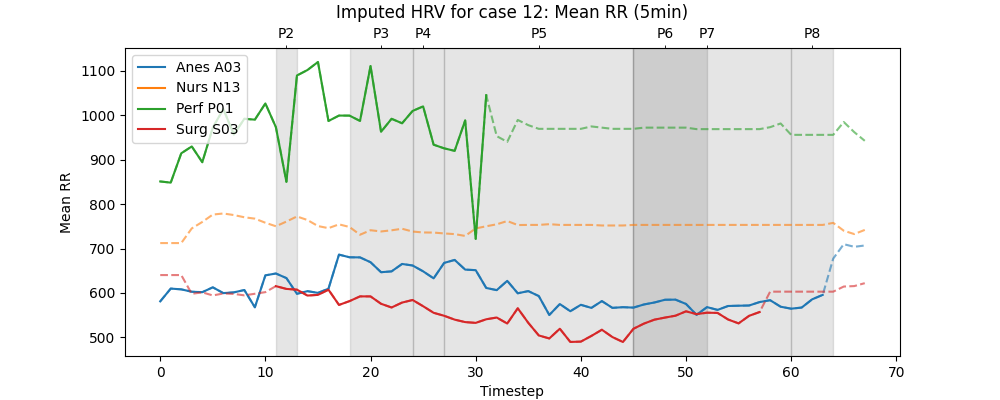 Imputed HRV for case 12: Mean RR (5min)
P2 P3 P4 P5 P6 P7 P8
Anes A03
Nurs N13
Perf P01
Surg S03
1100
1000
900
800
700
600
500
Mean RR
0 10 20 30 40 50 60 70
Timestep